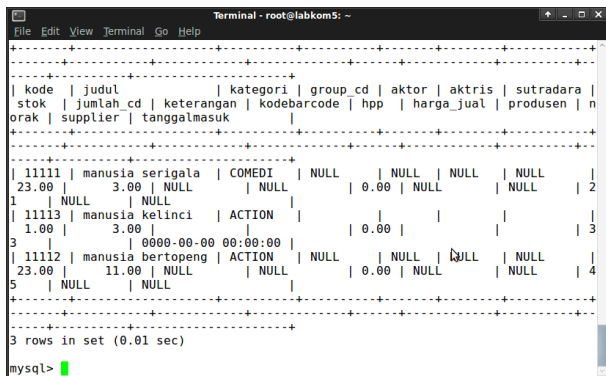 Terminal - root@labkom5: ~
File Edit View Terminal Go Help
+-------+--------------------+-----------+-----------+-------+--------+-----------+
-------+-----------+------------+-------------+------+------------+----------+--
-----+----------+---------------------+
| kode  | judul              | kategori | group_cd | aktor | aktris | sutradara |
 stok  | jumlah_cd | keterangan | kodebarcode | hpp  | harga_jual | produsen | n
orak | supplier | tanggalmasuk        |
+-------+--------------------+-----------+-----------+-------+--------+-----------+
-------+-----------+------------+-------------+------+------------+----------+--
-----+----------+---------------------+
| 11111 | manusia serigala   | COMEDI   | NULL     | NULL  | NULL   | NULL      |
 23.00 |      3.00 | NULL       | NULL        | 0.00 | NULL       | NULL     | 2
1    | NULL     | NULL                |
| 11113 | manusia kelinci    | ACTION   |          |       |        |           |
  1.00 |      3.00 |            |             | 0.00 |            |          | 3
3    |          | 0000-00-00 00:00:00 |
| 11112 | manusia bertopeng  | ACTION   | NULL     | NULL  | NULL   | NULL      |
 23.00 |     11.00 | NULL       | NULL        | 0.00 | NULL       | NULL     | 4
5    | NULL     | NULL                |
+-------+--------------------+-----------+-----------+-------+--------+-----------+
-------+-----------+------------+-------------+------+------------+----------+--
-----+----------+---------------------+
3 rows in set (0.01 sec)
mysql>